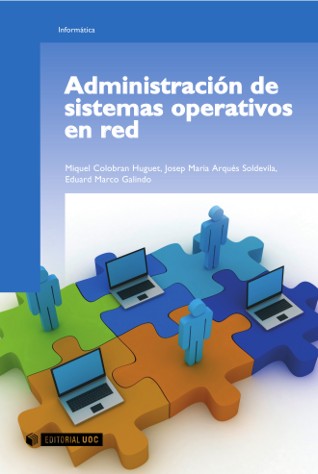 Informática
Administración de
sistemas operativos
en red
Miquel Colobran Huguet, Josep Maria Arqués Soldevila,
Eduard Marco Galindo
EDITORIAL UOC